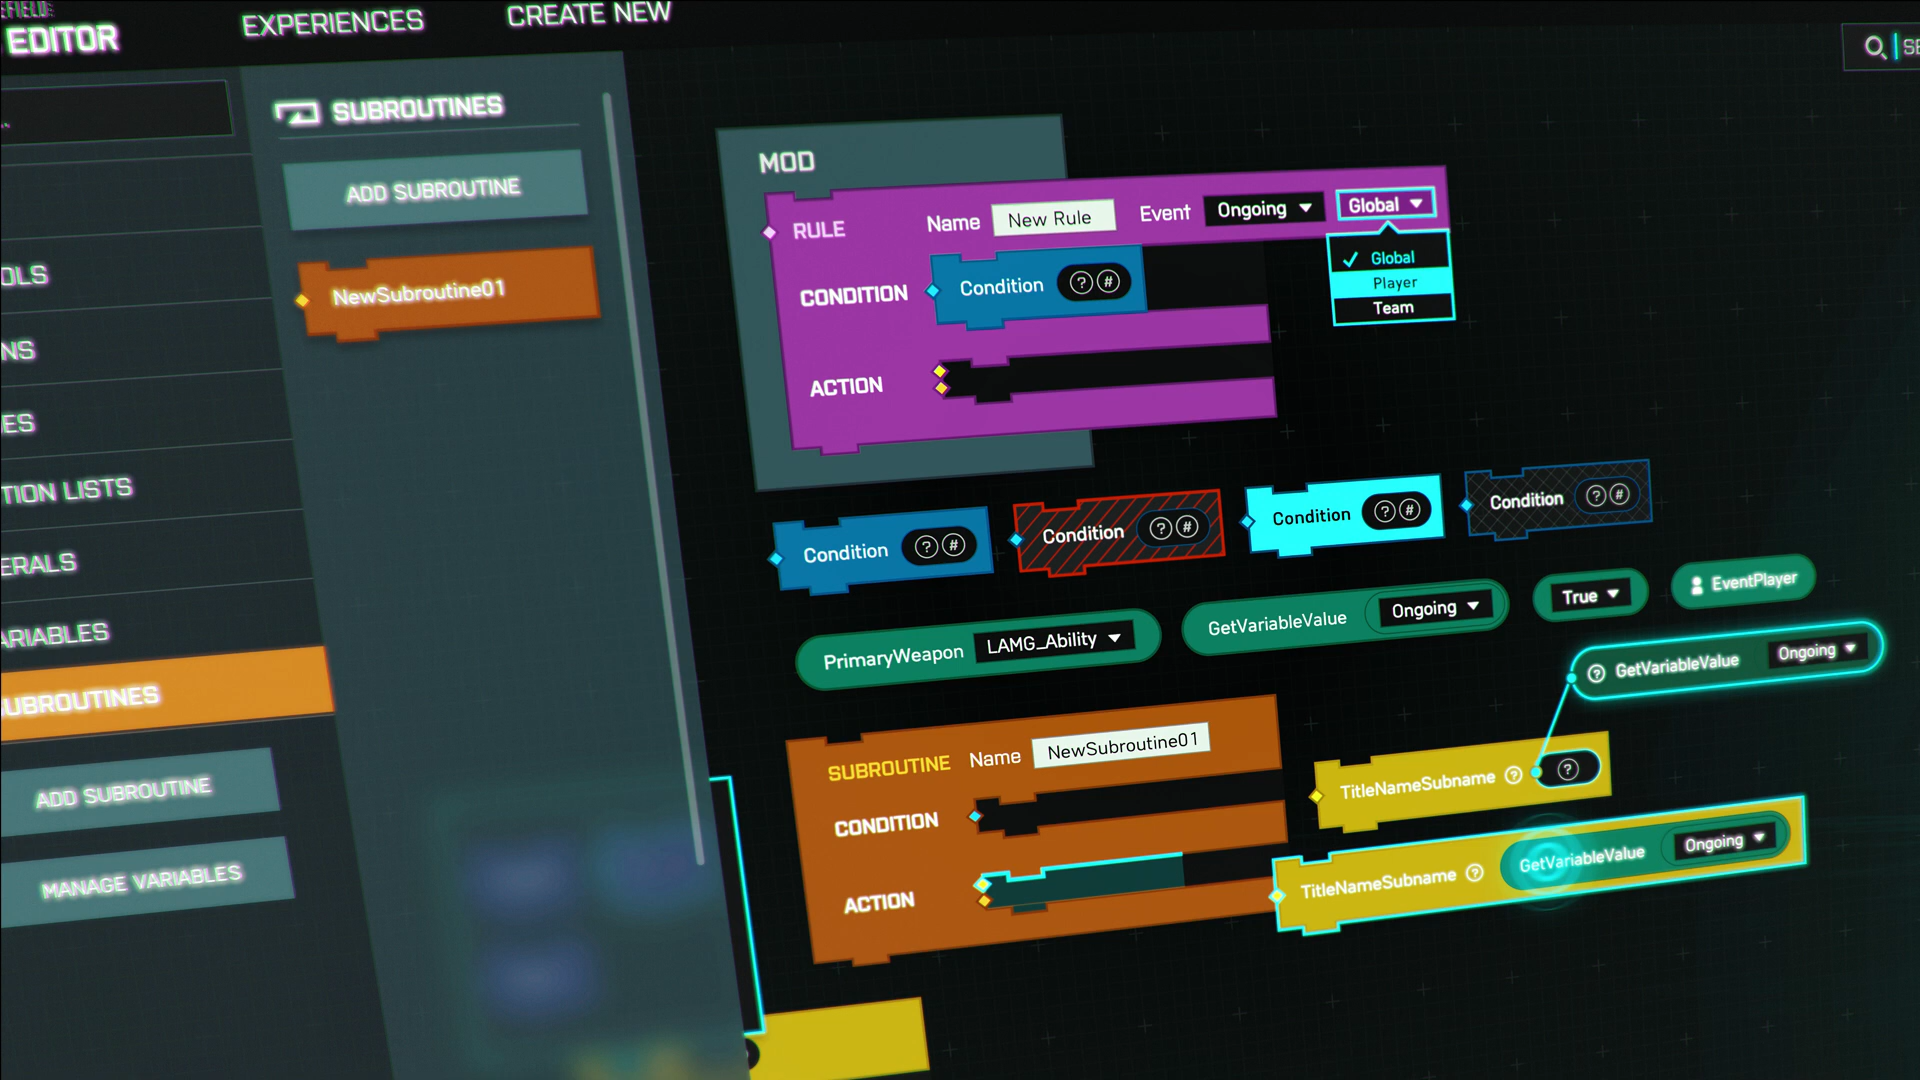 EFIELD:
EDITOR
EXPERIENCES
CREATE NEW
SE
SUBROUTINES
ADD SUBROUTINE
NewSubroutine01
OLS
NS
ES
TION LISTS
ERALS
ARIABLES
UBROUTINES
ADD SUBROUTINE
MANAGE VARIABLES
MOD
RULE
Name
New Rule
Event
Ongoing
Global
Global
Player
Team
CONDITION
Condition
? #
ACTION
Condition
? #
Condition
? #
Condition
? #
Condition
? #
PrimaryWeapon
LAMG_Ability
GetVariableValue
Ongoing
True
EventPlayer
? GetVariableValue
Ongoing
SUBROUTINE
Name
NewSubroutine01
CONDITION
ACTION
TitleNameSubname ?
?
TitleNameSubname ?
GetVariableValue
Ongoing